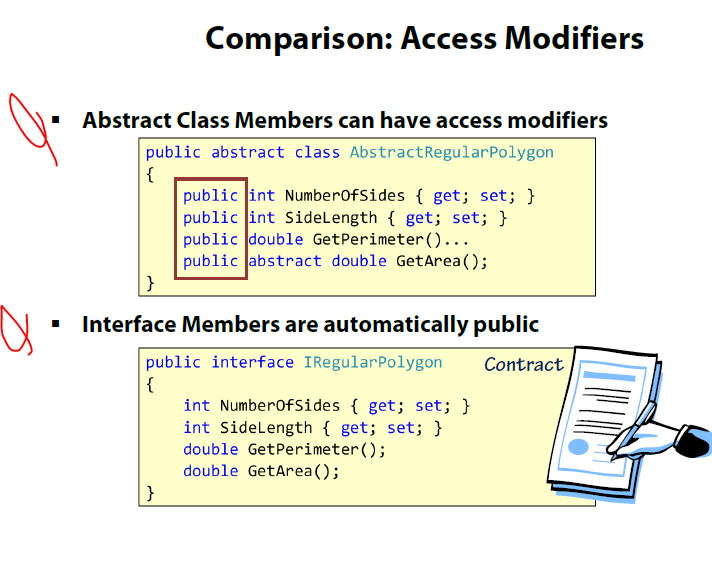 Comparison: Access Modifiers
▪ Abstract Class Members can have access modifiers
public abstract class AbstractRegularPolygon
{
public int NumberOfSides { get; set; }
public int SideLength { get; set; }
public double GetPerimeter()...
public abstract double GetArea();
}
▪ Interface Members are automatically public
public interface IRegularPolygon
Contract
{
int NumberOfSides { get; set; }
int SideLength { get; set; }
double GetPerimeter();
double GetArea();
}